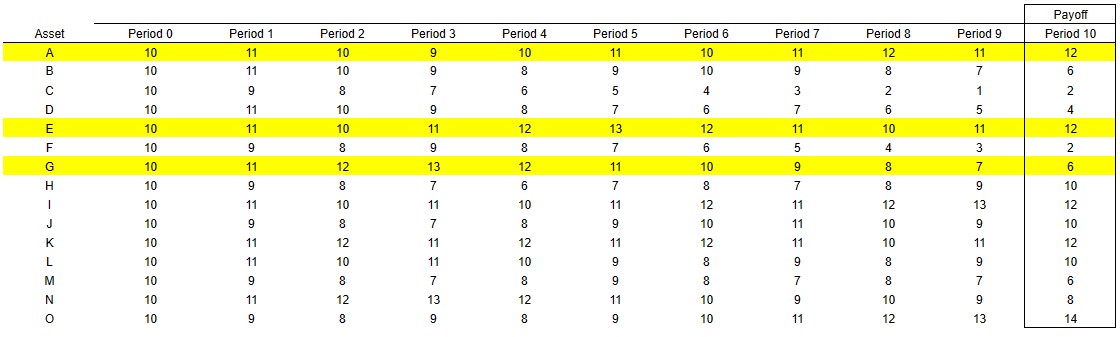 Payoff
Asset Period 0 Period 1 Period 2 Period 3 Period 4 Period 5 Period 6 Period 7 Period 8 Period 9 Period 10
A 10 11 10 9 10 11 10 11 12 11 12
B 10 11 10 9 8 9 10 9 8 7 6
C 10 9 8 7 6 5 4 3 2 1 2
D 10 11 10 9 8 7 6 7 6 5 4
E 10 11 10 11 12 13 12 11 10 11 12
F 10 9 8 9 8 7 6 5 4 3 2
G 10 11 12 13 12 11 10 9 8 7 6
H 10 9 8 7 6 7 8 7 8 9 10
I 10 11 10 11 10 11 12 11 12 13 12
J 10 9 8 7 8 9 10 11 10 9 10
K 10 11 12 11 12 11 12 11 10 11 12
L 10 11 10 11 10 9 8 9 8 9 10
M 10 9 8 7 8 9 8 7 8 7 6
N 10 11 12 13 12 11 10 9 10 9 8
O 10 9 8 9 8 9 10 11 12 13 14